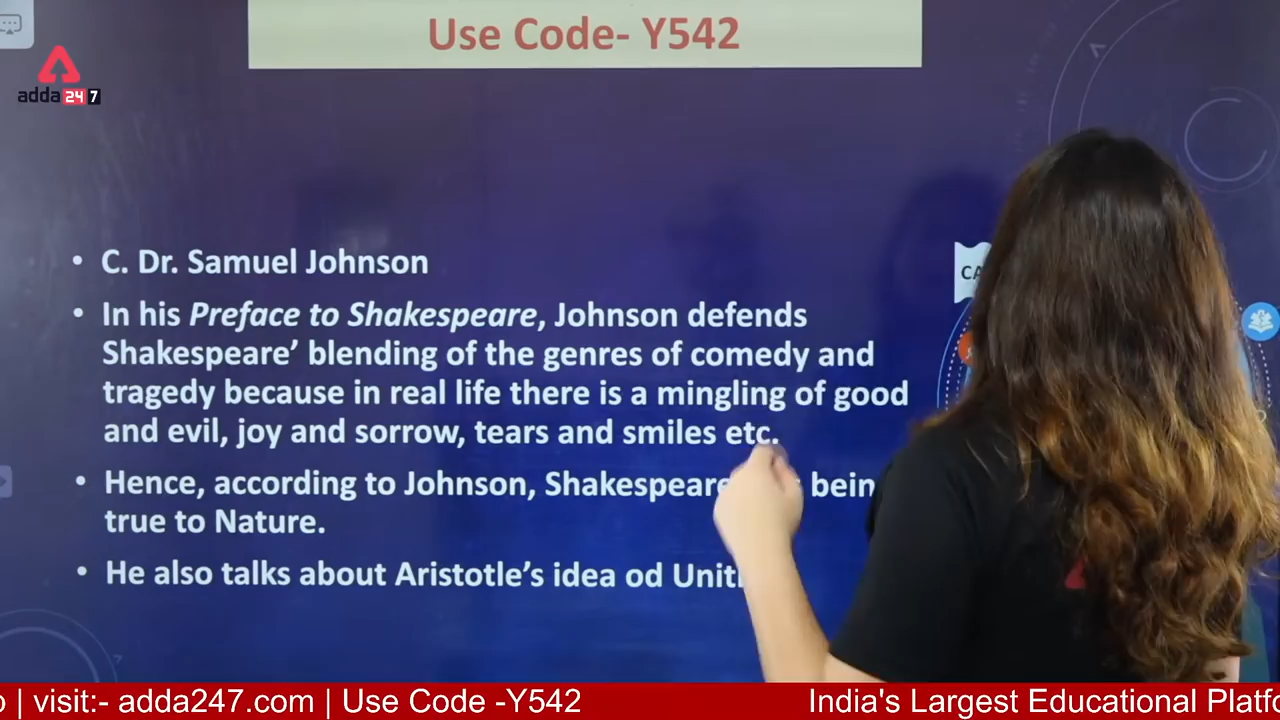 Use Code- Y542
adda 24 7
• C. Dr. Samuel Johnson
• In his Preface to Shakespeare, Johnson defends
Shakespeare’ blending of the genres of comedy and
tragedy because in real life there is a mingling of good
and evil, joy and sorrow, tears and smiles etc.
• Hence, according to Johnson, Shakespeare
true to Nature.
• He also talks about Aristotle’s idea od
| visit:- adda247.com | Use Code -Y542
India's Largest Educational